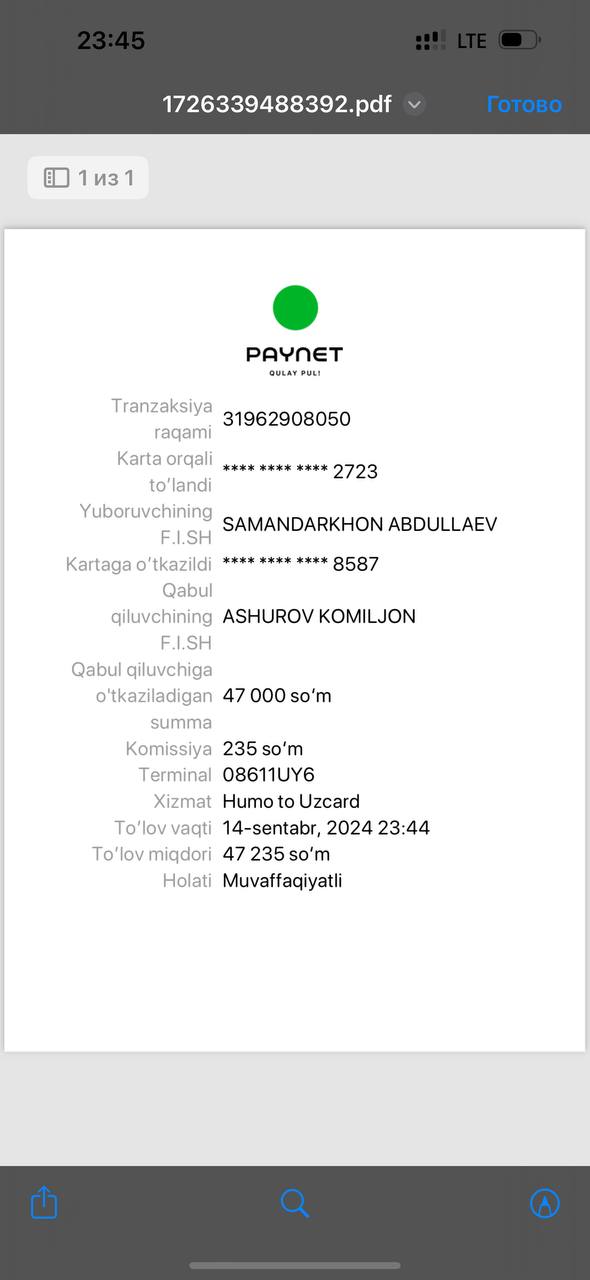 23:45
LTE
1726339488392.pdf
Готово
1 из 1
PAYNET
QULAY PUL!
Tranzaksiya
raqami
31962908050
Karta orqali
to‘landi
**** **** **** 2723
Yuboruvchining
F.I.SH
SAMANDARKHON ABDULLAEV
Kartaga o‘tkazildi **** **** **** 8587
Qabul
qiluvchining
F.I.SH
ASHUROV KOMILJON
Qabul qiluvchiga
o'tkaziladigan
summa
47 000 so‘m
Komissiya 235 so‘m
Terminal 08611UY6
Xizmat Humo to Uzcard
To‘lov vaqti 14-sentabr, 2024 23:44
To‘lov miqdori 47 235 so‘m
Holati Muvaffaqiyatli